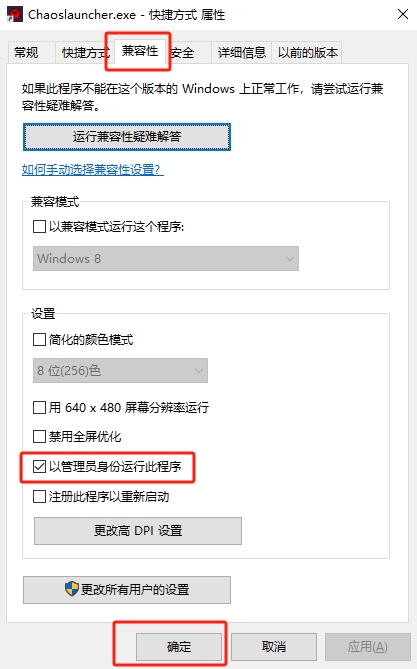 Chaoslauncher.exe - 快捷方式 属性
常规 快捷方式 兼容性 安全 详细信息 以前的版本
如果此程序不能在这个版本的 Windows 上正常工作，请尝试运行兼
容性疑难解答。
运行兼容性疑难解答
如何手动选择兼容性设置?
兼容模式
以兼容模式运行这个程序:
Windows 8
设置
简化的颜色模式
8 位(256)色
用 640 x 480 屏幕分辨率运行
禁用全屏优化
以管理员身份运行此程序
注册此程序以重新启动
更改高 DPI 设置
更改所有用户的设置
确定 取消 应用(A)